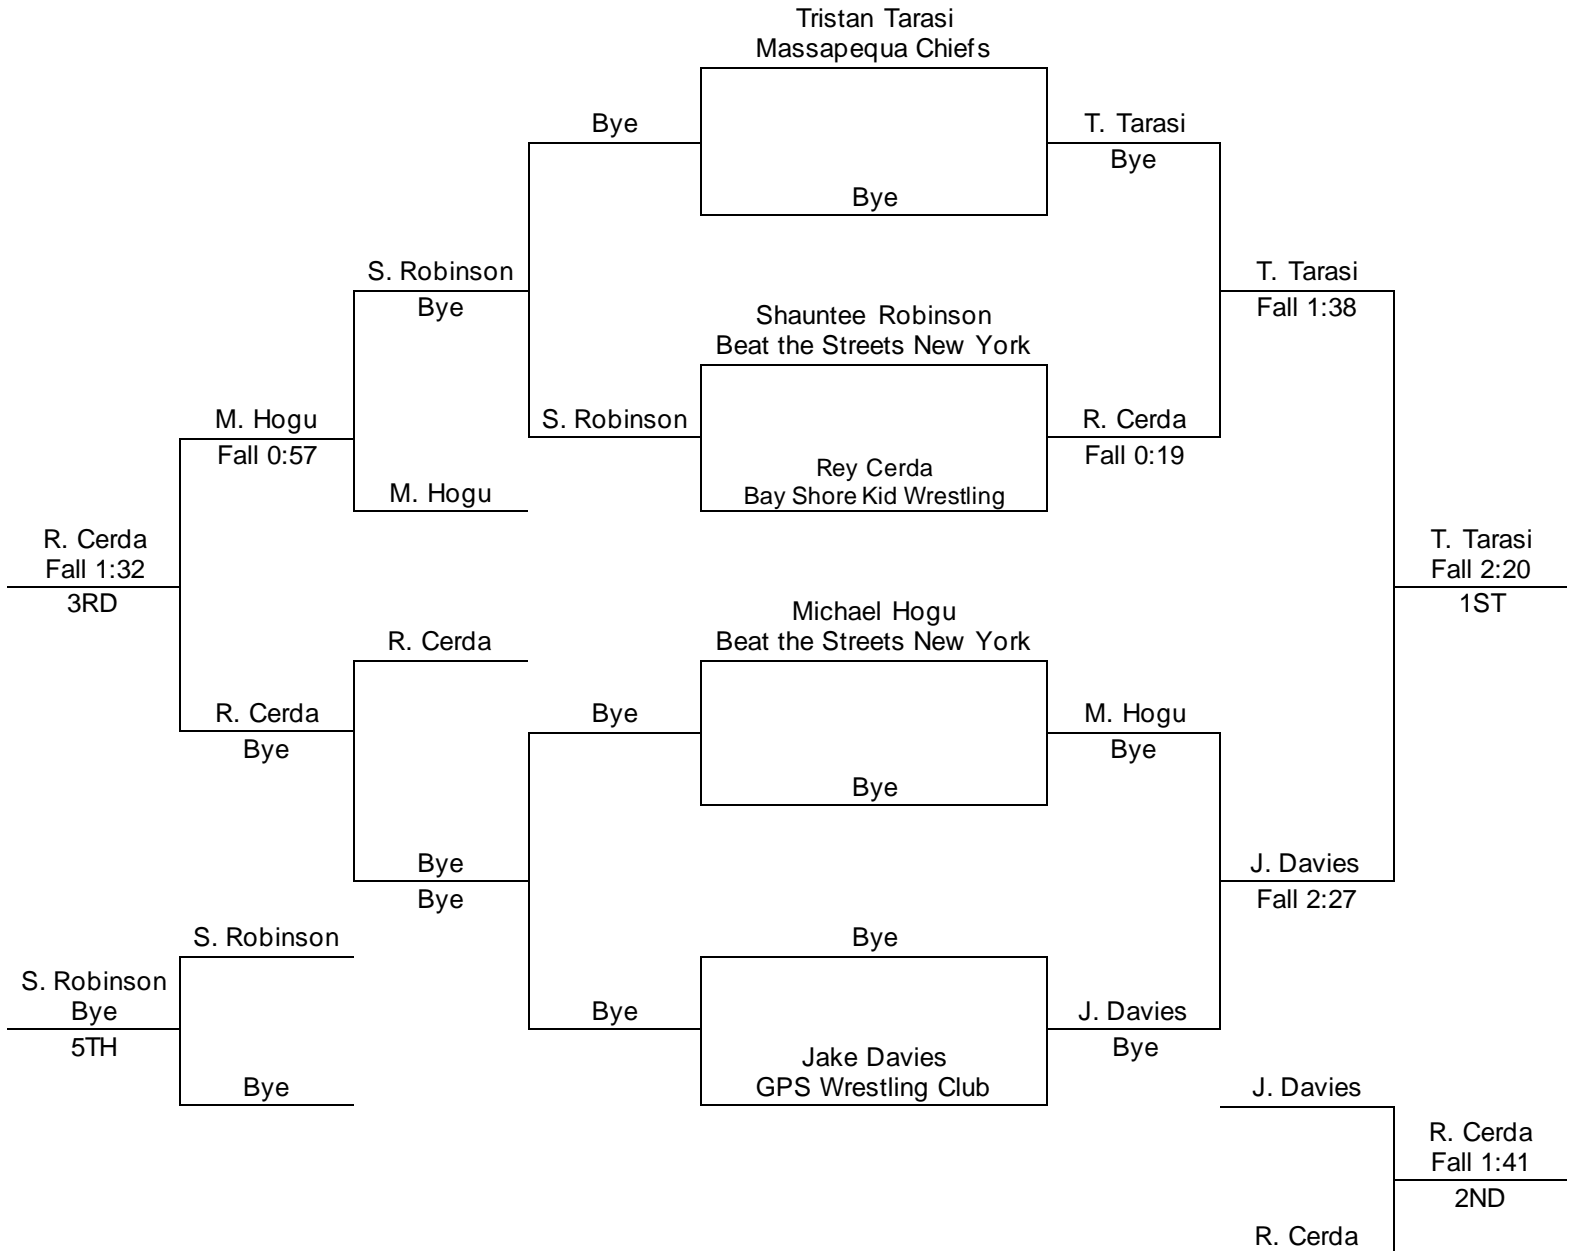 Tristan Tarasi
Massapequa Chiefs
Bye
T. Tarasi
Bye
Bye
S. Robinson
Bye
T. Tarasi
Fall 1:38
Shauntee Robinson
Beat the Streets New York
M. Hogu
Fall 0:57
S. Robinson
R. Cerda
Fall 0:19
Rey Cerda
Bay Shore Kid Wrestling
M. Hogu
R. Cerda
Fall 1:32
3RD
T. Tarasi
Fall 2:20
1ST
Michael Hogu
Beat the Streets New York
R. Cerda
R. Cerda
Bye
Bye
M. Hogu
Bye
Bye
Bye
Bye
J. Davies
Fall 2:27
S. Robinson
Bye
S. Robinson
Bye
5TH
Bye
J. Davies
Bye
Jake Davies
GPS Wrestling Club
Bye
J. Davies
R. Cerda
Fall 1:41
2ND
R. Cerda